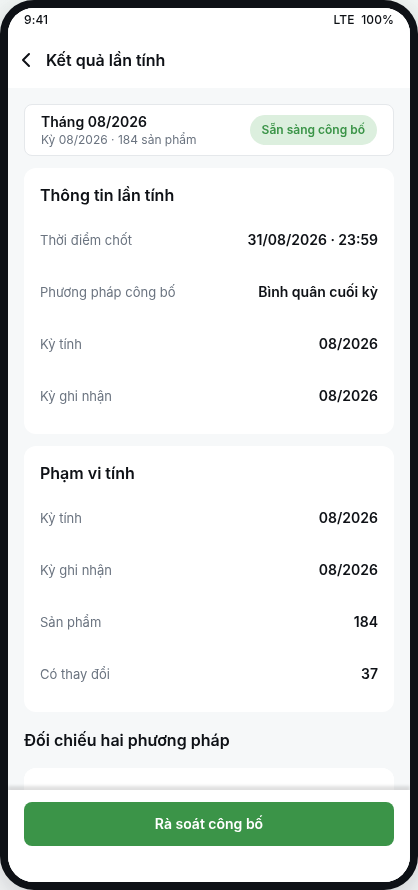 9:41 LTE 100%
Kết quả lần tính
Tháng 08/2026
Kỳ 08/2026 · 184 sản phẩm
Sẵn sàng công bố
Thông tin lần tính
Thời điểm chốt 31/08/2026 · 23:59
Phương pháp công bố Bình quân cuối kỳ
Kỳ tính 08/2026
Kỳ ghi nhận 08/2026
Phạm vi tính
Kỳ tính 08/2026
Kỳ ghi nhận 08/2026
Sản phẩm 184
Có thay đổi 37
Đối chiếu hai phương pháp
Rà soát công bố